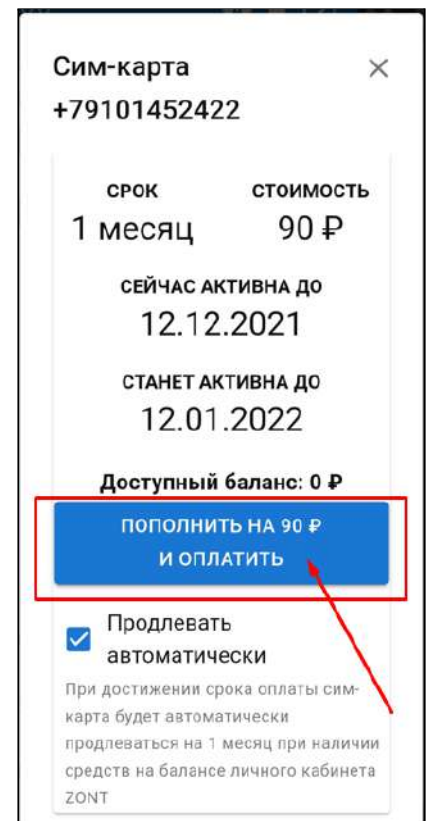 Сим-карта
+79101452422
СРОК СТОИМОСТЬ
1 месяц 90 ₽
СЕЙЧАС АКТИВНА ДО
12.12.2021
СТАНЕТ АКТИВНА ДО
12.01.2022
Доступный баланс: 0 ₽
ПОПОЛНИТЬ НА 90 ₽
И ОПЛАТИТЬ
Продлевать
автоматически
При достижении срока оплаты сим-
карта будет автоматически
продлеваться на 1 месяц при наличии
средств на балансе личного кабинета
ZONT